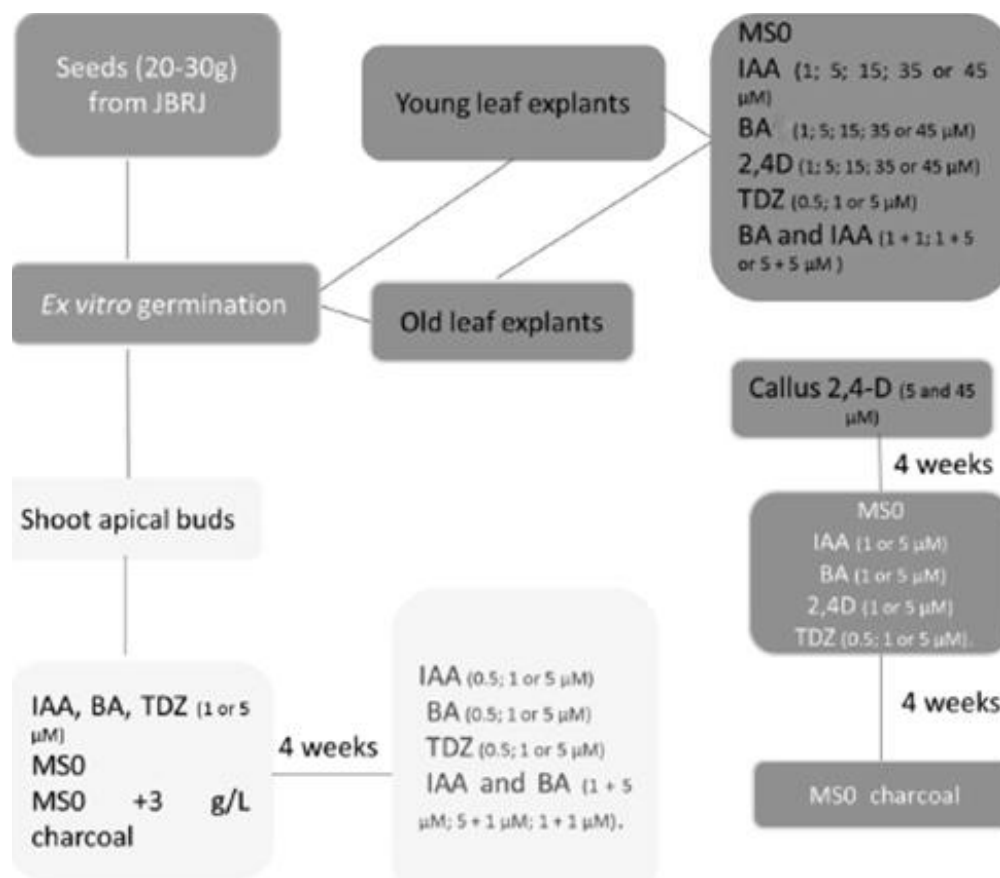 Seeds (20-30g)
from JBRJ
Young leaf explants
MS0
IAA (1; 5; 15; 35 or 45
µM)
BA (1; 5; 15; 35 or 45 µM)
2,4D (1; 5; 15; 35 or 45 µM)
TDZ (0.5; 1 or 5 µM)
BA and IAA (1 + 1; 1 + 5
or 5 + 5 µM )
Ex vitro germination
Old leaf explants
Callus 2,4-D (5 and 45
µM)
4 weeks
MS0
IAA (1 or 5 µM)
BA (1 or 5 µM)
2,4D (1 or 5 µM)
TDZ (0.5; 1 or 5 µM).
4 weeks
MS0 charcoal
Shoot apical buds
IAA, BA, TDZ (1 or 5
µM)
MS0
MS0 +3 g/L
charcoal
4 weeks
IAA (0.5; 1 or 5 µM)
BA (0.5; 1 or 5 µM)
TDZ (0.5; 1 or 5 µM)
IAA and BA (1 + 5
µM; 5 + 1 µM; 1 + 1 µM).